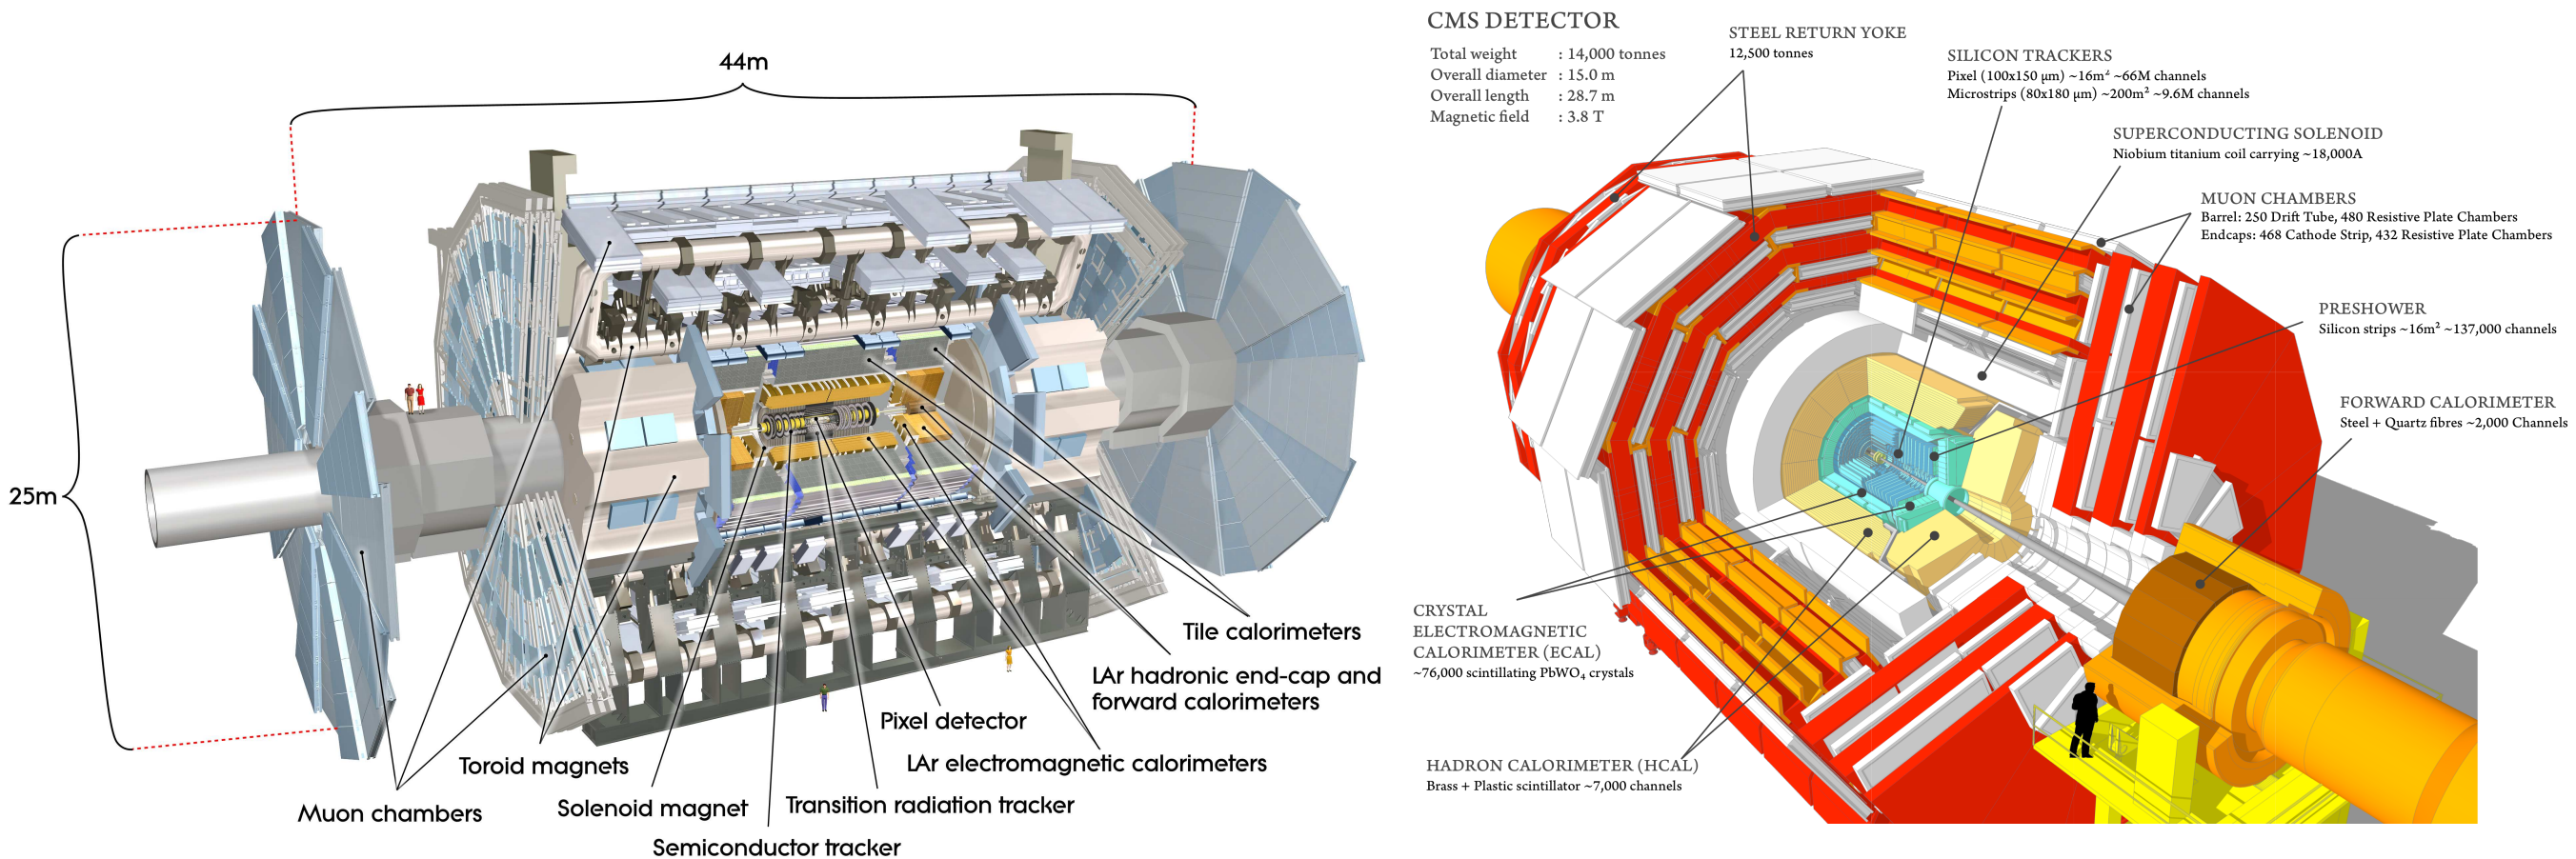 44m
25m
Tile calorimeters
LAr hadronic end-cap and
forward calorimeters
Pixel detector
LAr electromagnetic calorimeters
Toroid magnets
Solenoid magnet
Transition radiation tracker
Muon chambers
Semiconductor tracker
CMS DETECTOR
Total weight : 14,000 tonnes
Overall diameter : 15.0 m
Overall length : 28.7 m
Magnetic field : 3.8 T
STEEL RETURN YOKE
12,500 tonnes
SILICON TRACKERS
Pixel (100x150 μm) ~16m² ~66M channels
Microstrips (80x180 μm) ~200m² ~9.6M channels
SUPERCONDUCTING SOLENOID
Niobium titanium coil carrying ~18,000A
MUON CHAMBERS
Barrel: 250 Drift Tube, 480 Resistive Plate Chambers
Endcaps: 468 Cathode Strip, 432 Resistive Plate Chambers
PRESHOWER
Silicon strips ~16m² ~137,000 channels
FORWARD CALORIMETER
Steel + Quartz fibres ~2,000 Channels
CRYSTAL
ELECTROMAGNETIC
CALORIMETER (ECAL)
~76,000 scintillating PbWO₄ crystals
HADRON CALORIMETER (HCAL)
Brass + Plastic scintillator ~7,000 channels